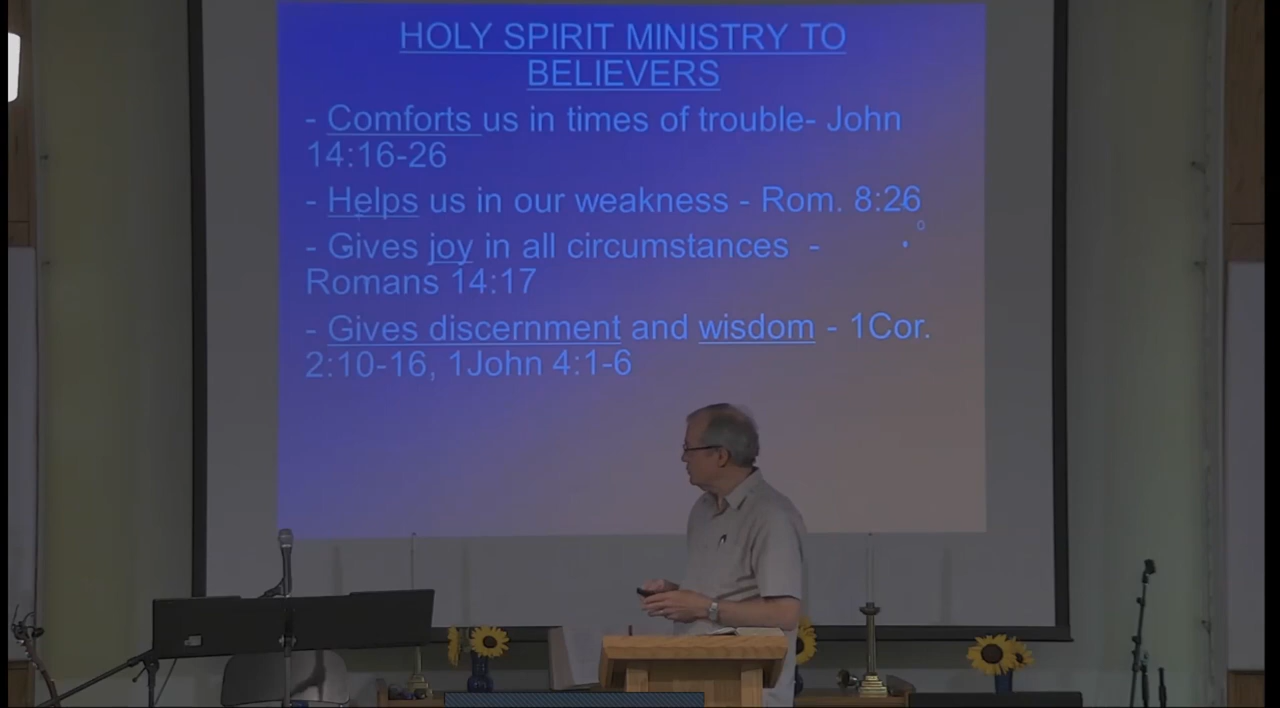 HOLY SPIRIT MINISTRY TO
BELIEVERS
- Comforts us in times of trouble- John
14:16-26
- Helps us in our weakness - Rom. 8:26
- Gives joy in all circumstances -
Romans 14:17
- Gives discernment and wisdom - 1Cor.
2:10-16, 1John 4:1-6